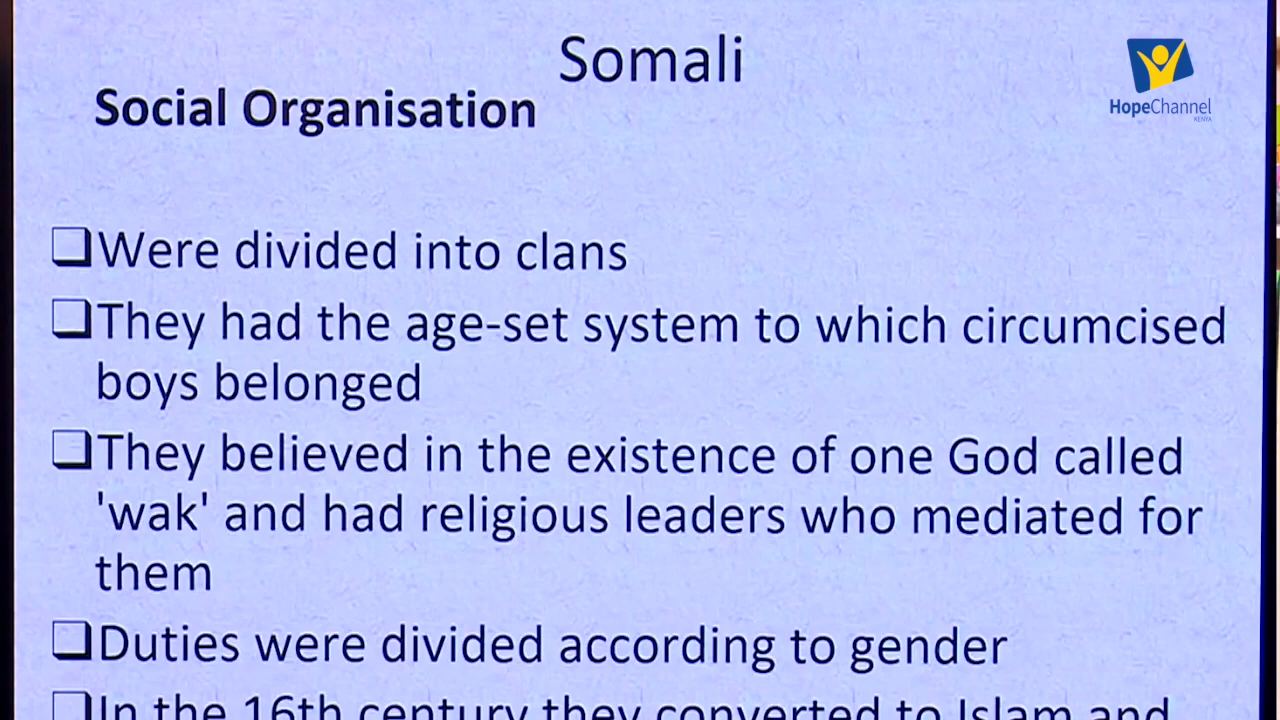 Somali
HopeChannel
KENYA
Social Organisation
Were divided into clans
They had the age-set system to which circumcised
boys belonged
They believed in the existence of one God called
'wak' and had religious leaders who mediated for
them
Duties were divided according to gender
In the 16th century they converted to Islam and